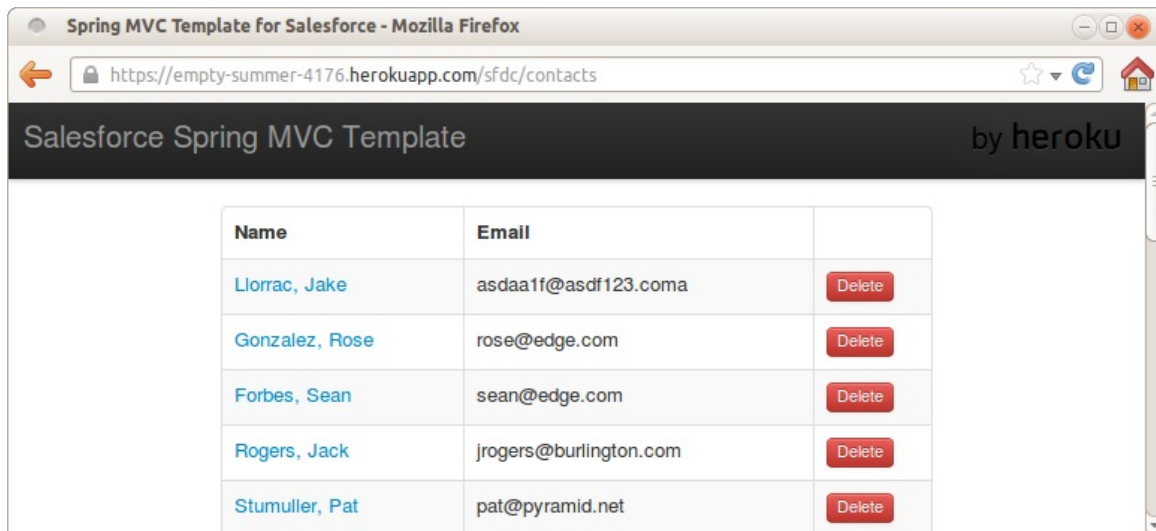 Spring MVC Template for Salesforce - Mozilla Firefox
https://empty-summer-4176.herokuapp.com/sfdc/contacts
Salesforce Spring MVC Template by heroku
Name Email
Llorrac, Jake asdaa1f@asdf123.coma Delete
Gonzalez, Rose rose@edge.com Delete
Forbes, Sean sean@edge.com Delete
Rogers, Jack jrogers@burlington.com Delete
Stumuller, Pat pat@pyramid.net Delete